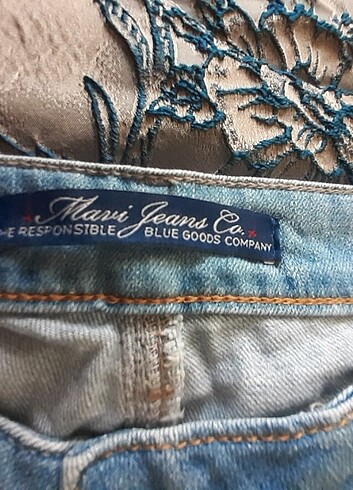 Mavi Jeans Co.
RESPONSIBLE BLUE GOODS COMPANY